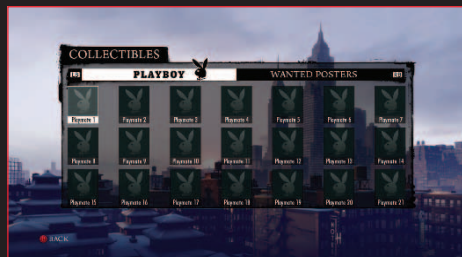 COLLECTIBLES
LB PLAYBOY WANTED POSTERS RB
Playmate 1 Playmate 2 Playmate 3 Playmate 4 Playmate 5 Playmate 6 Playmate 7
Playmate 8 Playmate 9 Playmate 10 Playmate 11 Playmate 12 Playmate 13 Playmate 14
Playmate 15 Playmate 16 Playmate 17 Playmate 18 Playmate 19 Playmate 20 Playmate 21
B BACK